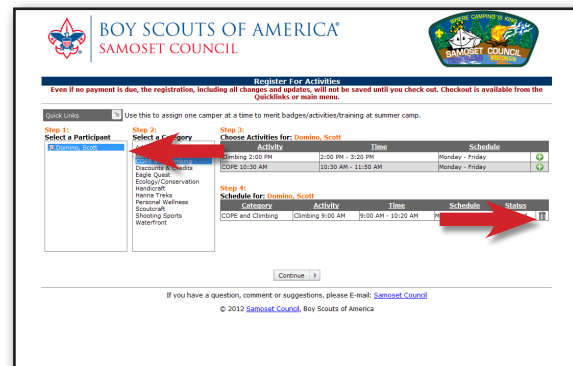 BOY SCOUTS OF AMERICA®
SAMOSET COUNCIL
WHERE CAMPING IS KING
SAMOSET COUNCIL
WISCONSIN
Register For Activities
Even if no payment is due, the registration, including all changes and updates, will not be saved until you check out. Checkout is available from the
Quicklinks or main menu.
Quick Links
Use this to assign one camper at a time to merit badges/activities/training at summer camp.
Step 1:
Select a Participant
Domino, Scott
Step 2:
Select a Category
Discounts & Credits
Eagle Quest
Ecology/Conservation
Handicraft
Hanna Treks
Personal Wellness
Scoutcraft
Shooting Sports
Waterfront
Step 3:
Choose Activities for: Domino, Scott
Activity Time Schedule
Climbing 2:00 PM 2:00 PM - 3:20 PM Monday - Friday
COPE 10:30 AM 10:30 AM - 11:50 AM Monday - Friday
Step 4:
Schedule for: Domino, Scott
Category Activity Time Schedule Status
COPE and Climbing Climbing 9:00 AM 9:00 AM - 10:20 AM
Continue
If you have a question, comment or suggestions, please E-mail: Samoset Council
© 2012 Samoset Council, Boy Scouts of America